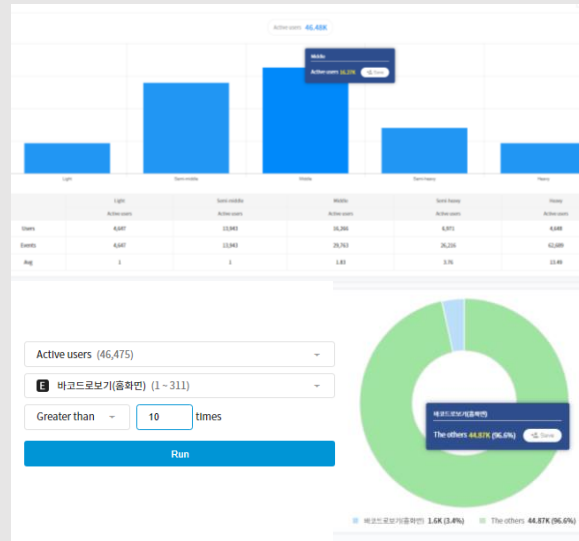 Active users 46.48K
Middle
Active users 16.37K Save
Light Semi middle Middle Semi heavy Heavy
Light Semi middle Middle Semi heavy Heavy
Active users Active users Active users Active users Active users
Users 4,647 13,943 16,266 6,971 4,648
Events 4,647 13,943 29,763 26,216 62,689
Avg 1 1 1.83 3.76 13.49
Active users (46,475)
E 바코드로보기(홈화면) (1 ~ 311)
Greater than 10 times
Run
바코드로보기(홈화면)
The others 44.87K (96.6%) Save
바코드로보기(홈화면) 1.6K (3.4%) The others 44.87K (96.6%)